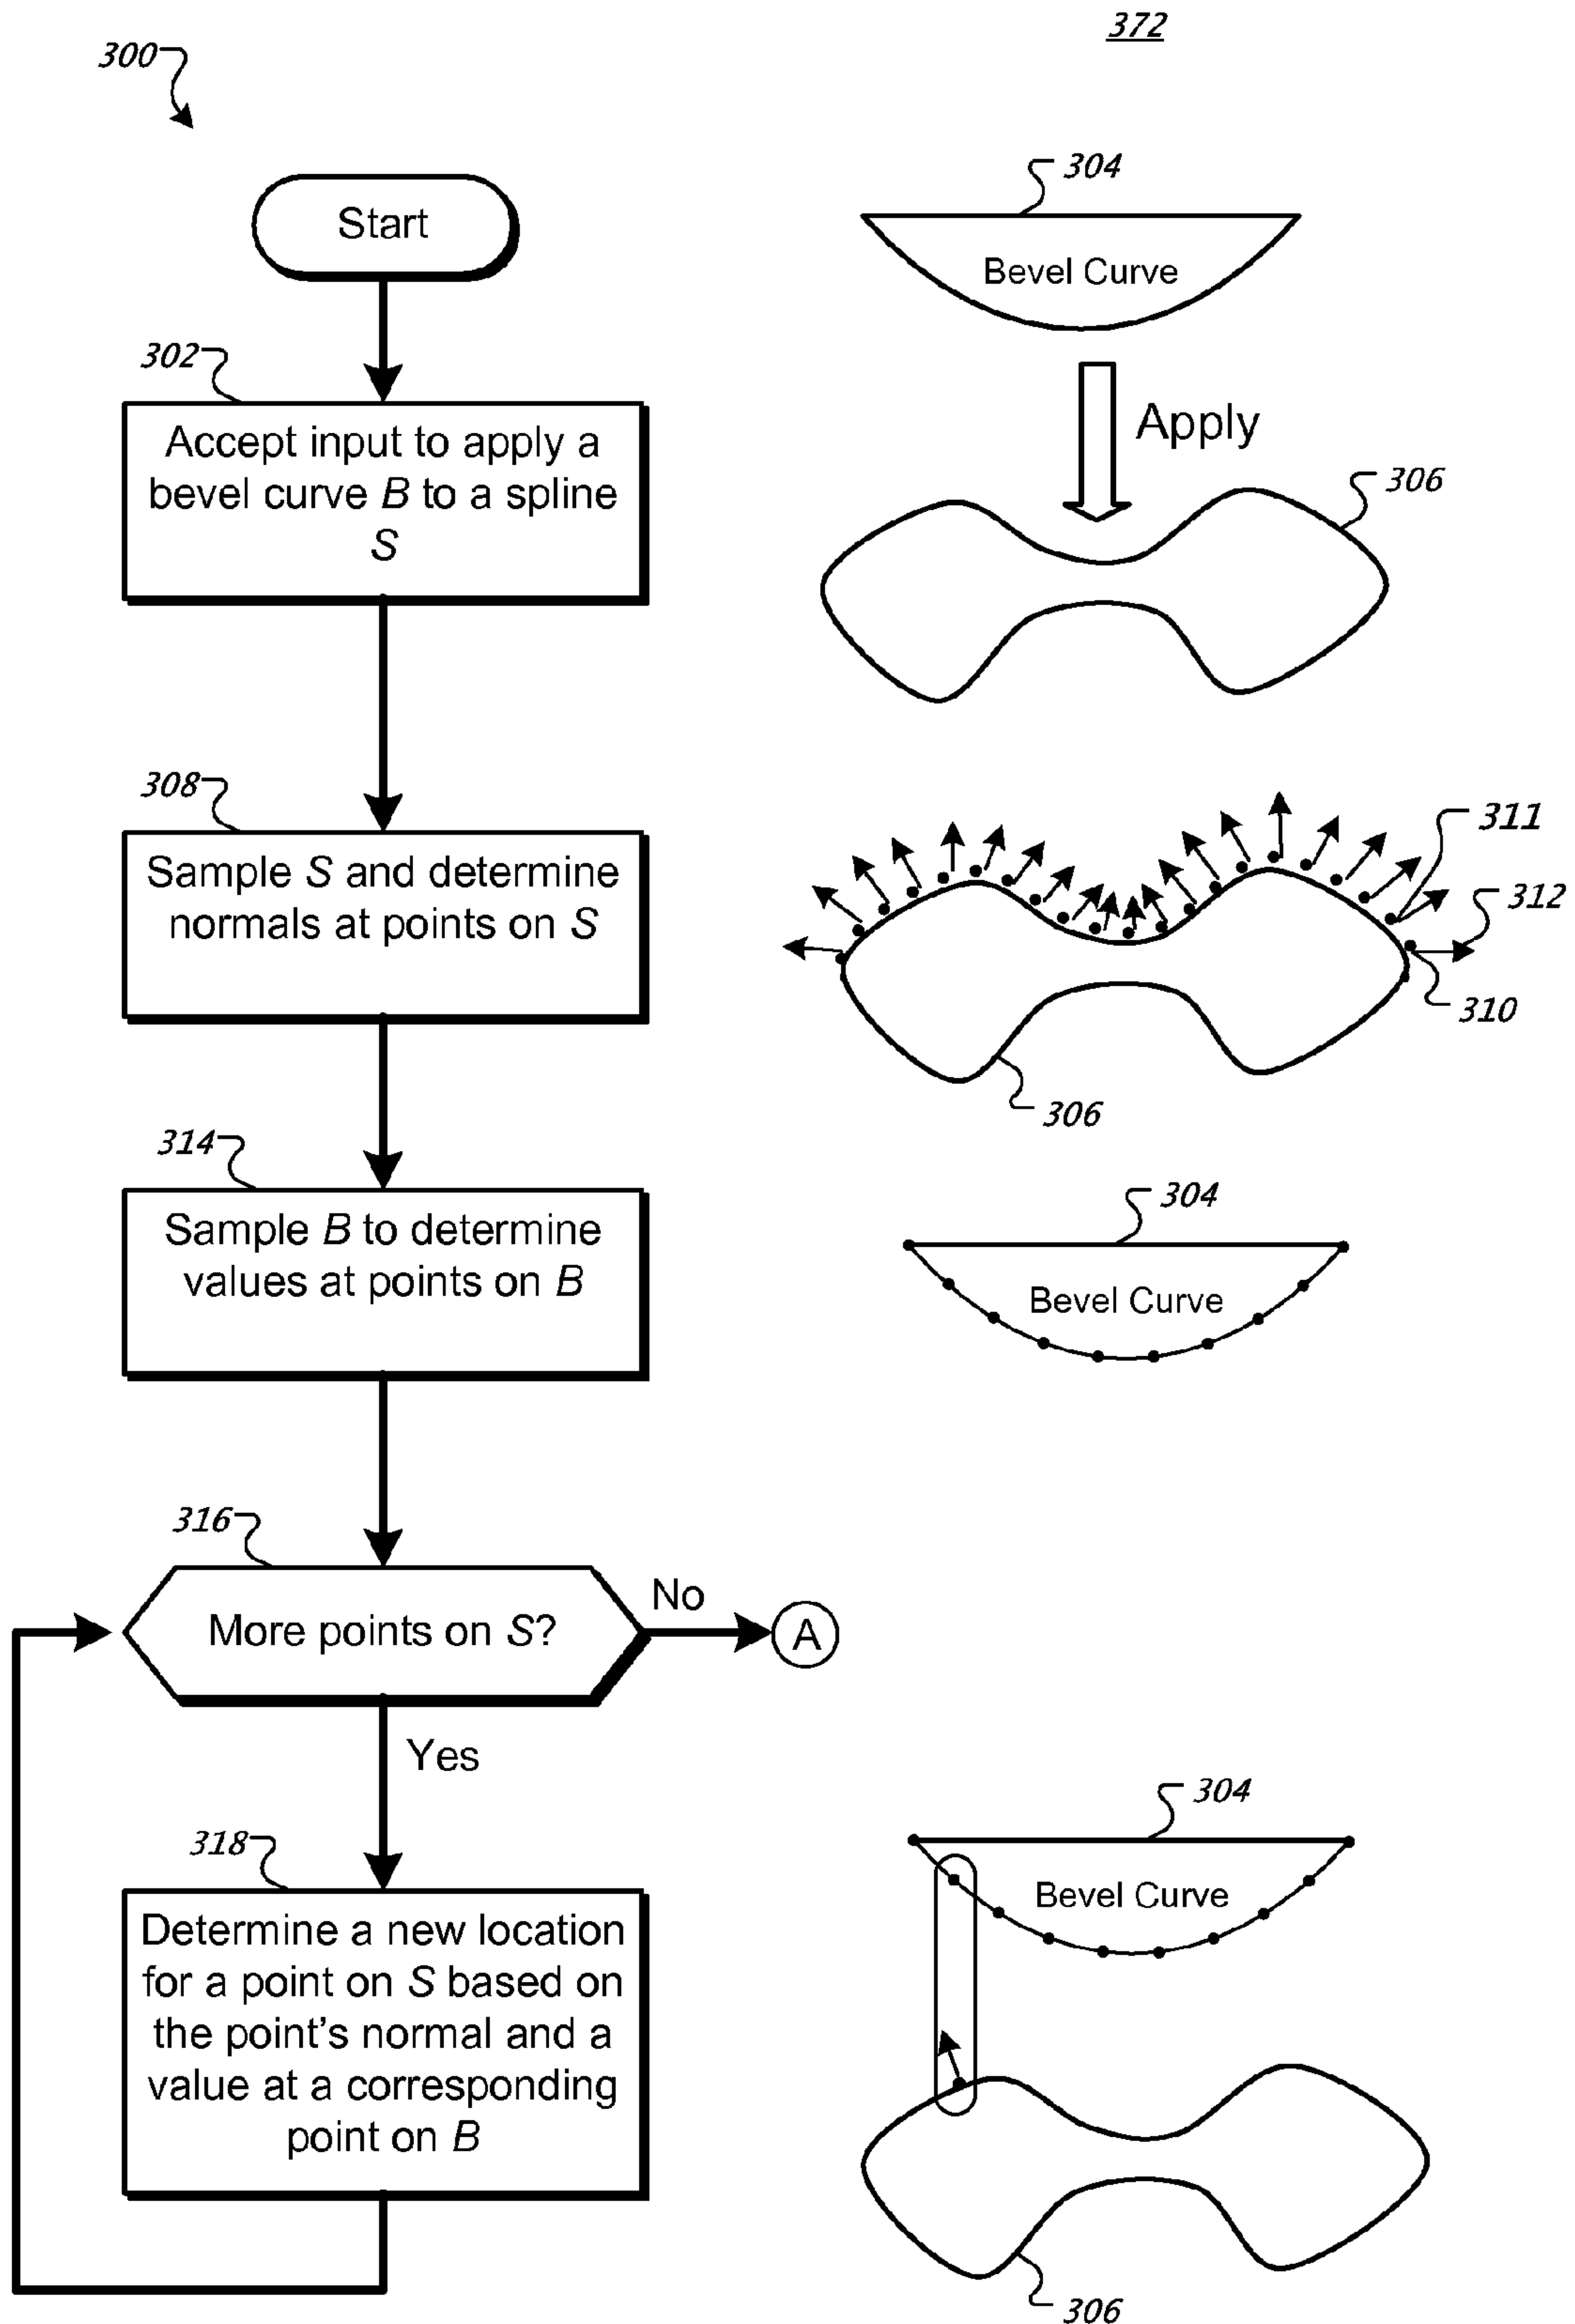 372
300
Start
304
Bevel Curve
302
Accept input to apply a
bevel curve B to a spline
S
Apply
306
308
Sample S and determine
normals at points on S
311
312
310
306
314
Sample B to determine
values at points on B
304
Bevel Curve
316
More points on S?
No
A
Yes
318
Determine a new location
for a point on S based on
the point's normal and a
value at a corresponding
point on B
304
Bevel Curve
306